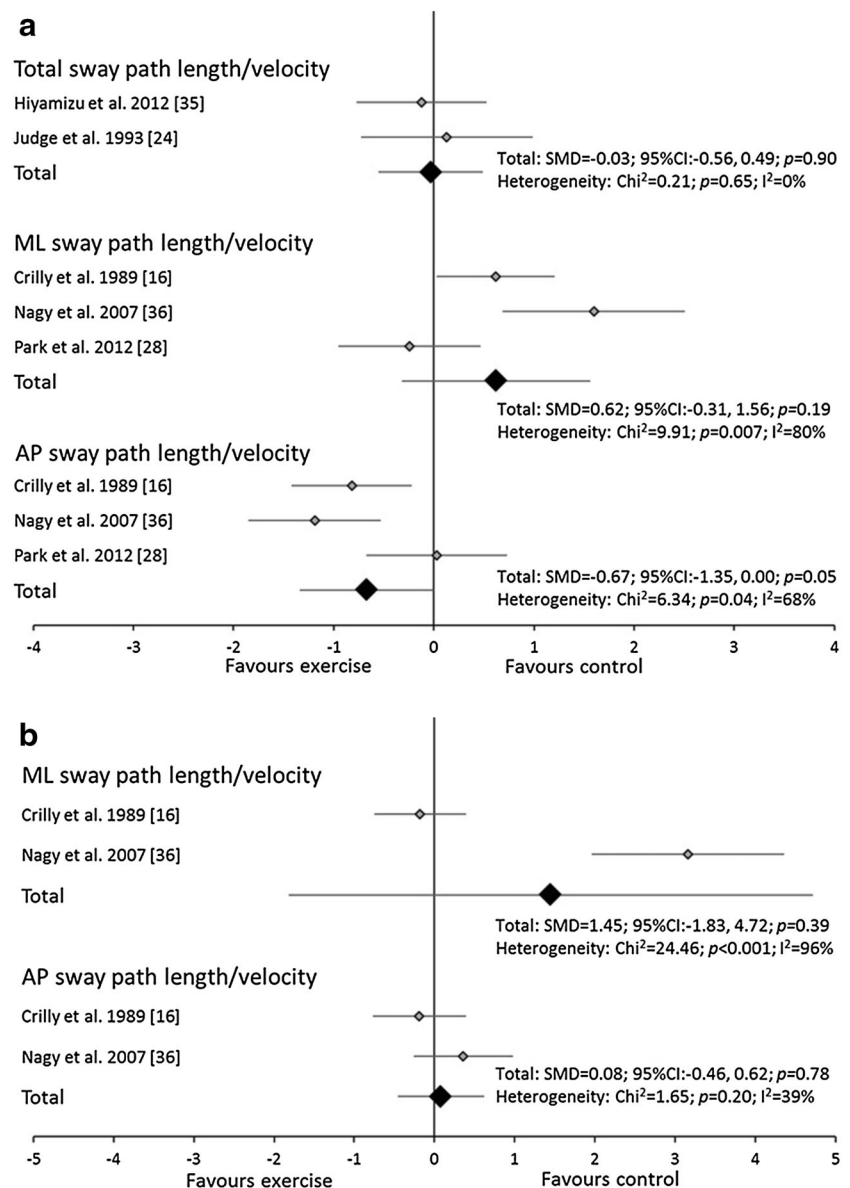 a
Total sway path length/velocity
Hiyamizu et al. 2012 [35]
Judge et al. 1993 [24]
Total
Total: SMD=-0.03; 95%CI:-0.56, 0.49; p=0.90
Heterogeneity: Chi²=0.21; p=0.65; I²=0%
ML sway path length/velocity
Crilly et al. 1989 [16]
Nagy et al. 2007 [36]
Park et al. 2012 [28]
Total
Total: SMD=0.62; 95%CI:-0.31, 1.56; p=0.19
Heterogeneity: Chi²=9.91; p=0.007; I²=80%
AP sway path length/velocity
Crilly et al. 1989 [16]
Nagy et al. 2007 [36]
Park et al. 2012 [28]
Total
Total: SMD=-0.67; 95%CI:-1.35, 0.00; p=0.05
Heterogeneity: Chi²=6.34; p=0.04; I²=68%
-4 -3 -2 -1 0 1 2 3 4
Favours exercise Favours control
b
ML sway path length/velocity
Crilly et al. 1989 [16]
Nagy et al. 2007 [36]
Total
Total: SMD=1.45; 95%CI:-1.83, 4.72; p=0.39
Heterogeneity: Chi²=24.46; p<0.001; I²=96%
AP sway path length/velocity
Crilly et al. 1989 [16]
Nagy et al. 2007 [36]
Total
Total: SMD=0.08; 95%CI:-0.46, 0.62; p=0.78
Heterogeneity: Chi²=1.65; p=0.20; I²=39%
-5 -4 -3 -2 -1 0 1 2 3 4 5
Favours exercise Favours control